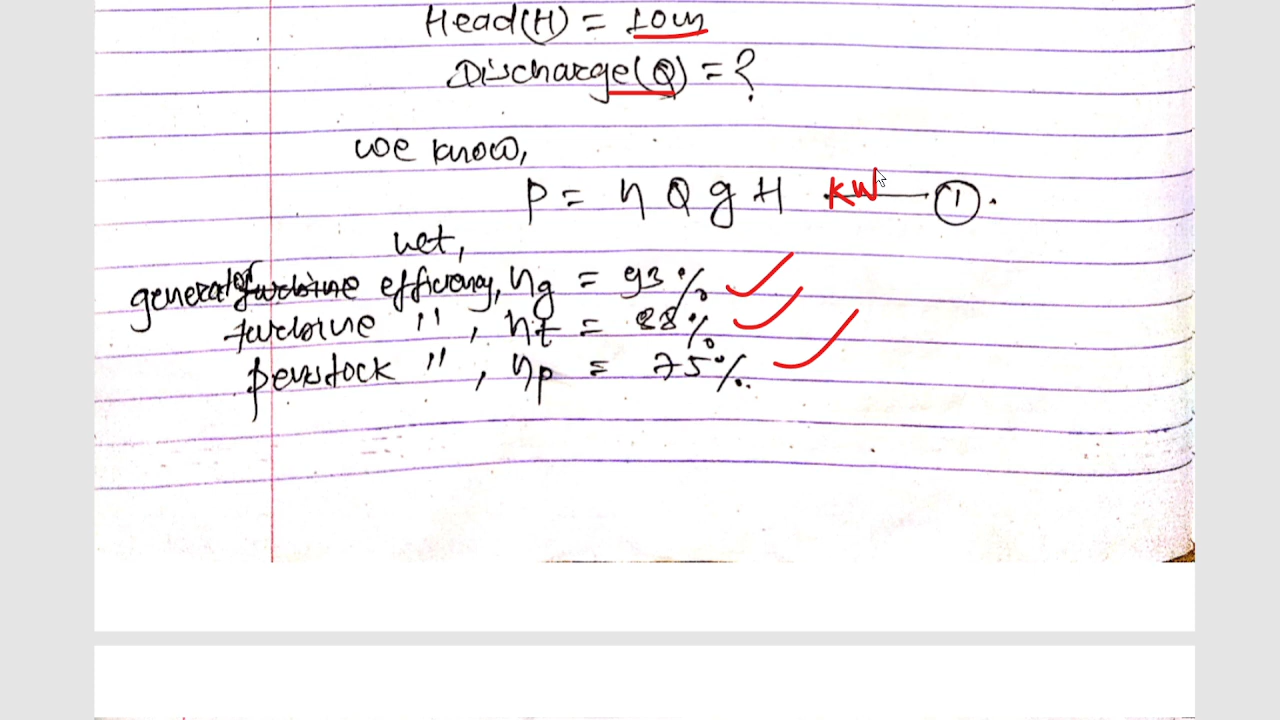 Head(H) = 10m
Discharge(Q) = ?
we know,
P = η Q g H kW — ①.
let,
generator efficiency, ηg = 93%
turbine ", ηt = 88%
penstock ", ηp = 75%.